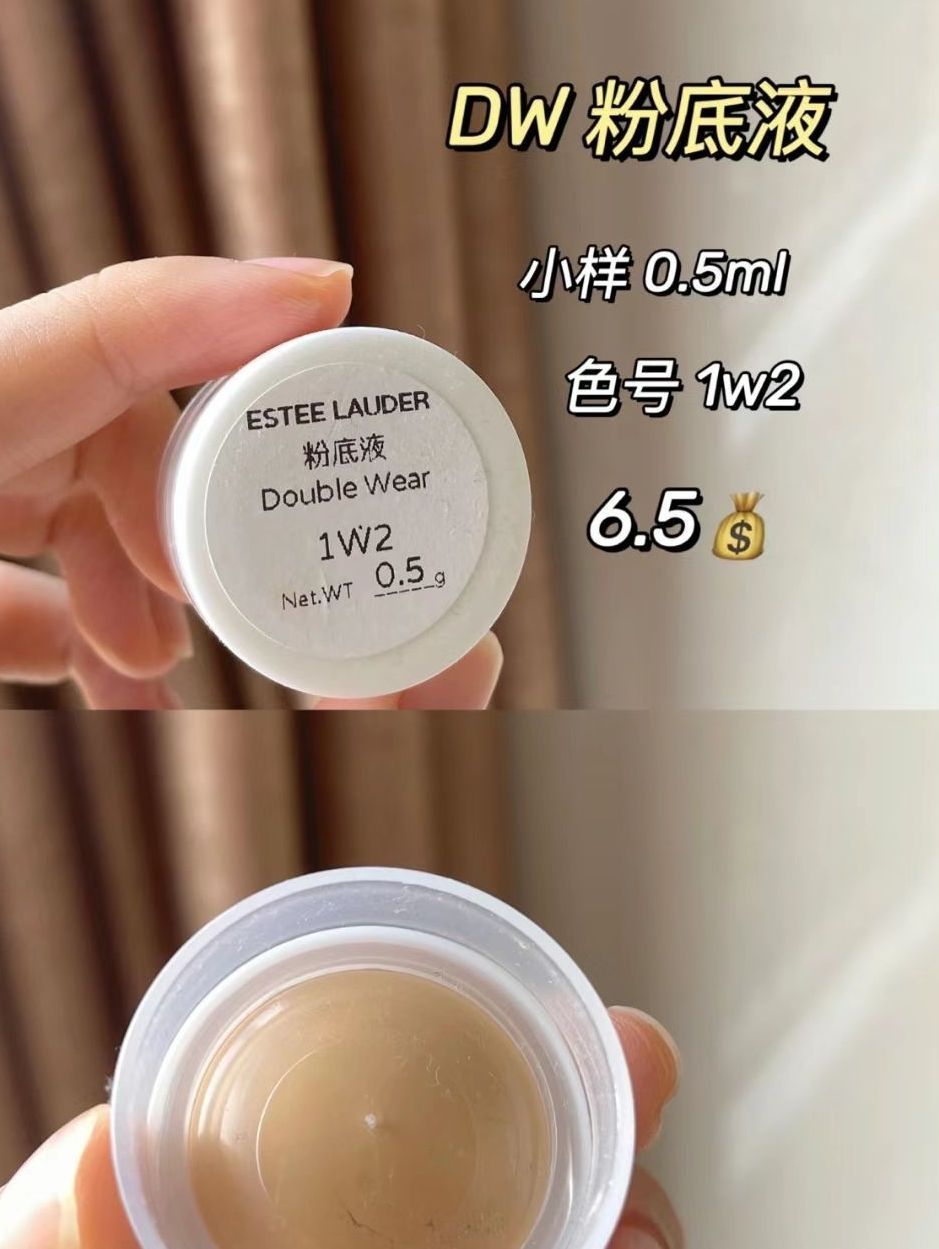 DW 粉底液
小样 0.5ml
色号 1w2
6.5
ESTEE LAUDER
粉底液
Double Wear
1W2
Net.WT 0.5 g